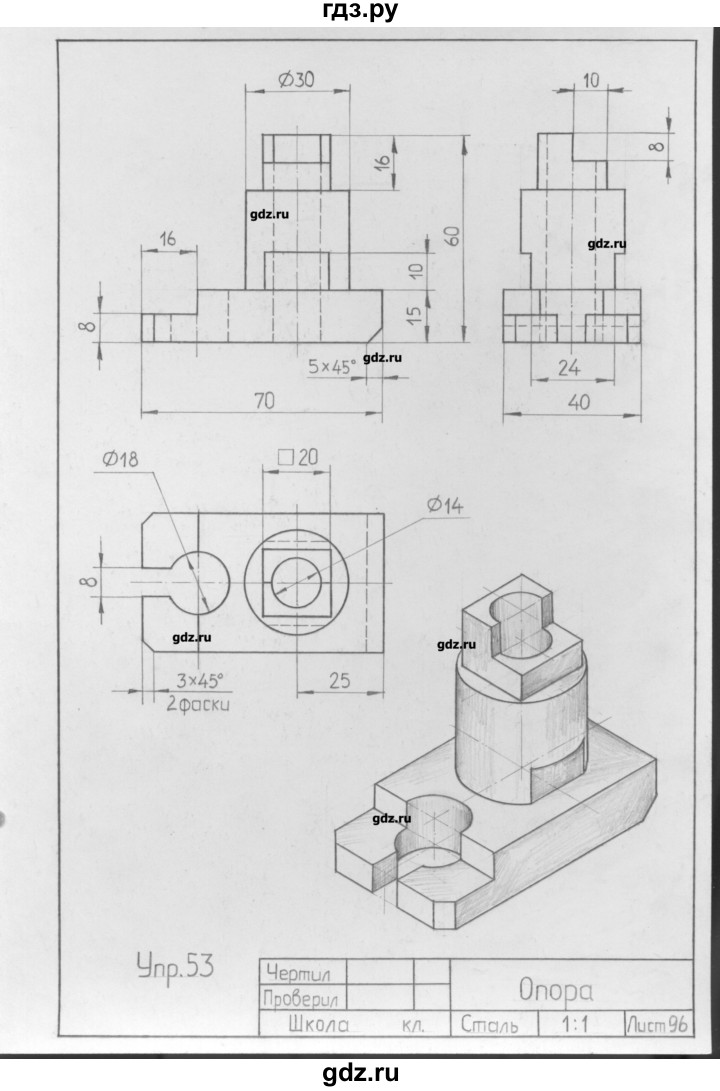 гдз.ру
Ø30
10
8
16
gdz.ru
gdz.ru
60
16
10
15
8
5×45°
gdz.ru
70
24
40
Ø18
□20
Ø14
8
gdz.ru
gdz.ru
3×45°
2 фаски
25
gdz.ru
Упр.53
Чертил
Проверил
Опора
Школа кл. Сталь 1:1 Лист 96
gdz.ru